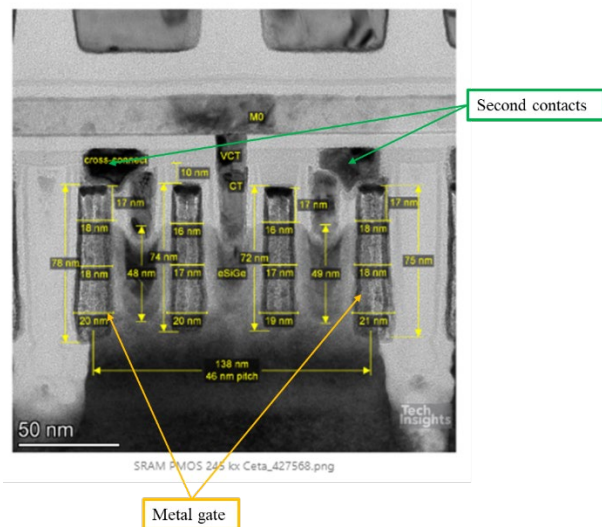 M0
Second contacts
cross-connect
VCT
10 nm
CT
17 nm
17 nm
17 nm
18 nm
16 nm
16 nm
18 nm
78 nm
74 nm
72 nm
75 nm
48 nm
49 nm
18 nm
17 nm
eSiGe
17 nm
18 nm
20 nm
20 nm
19 nm
21 nm
138 nm
46 nm pitch
50 nm
Tech
Insights
SRAM PMOS 245 kx Ceta_427568.png
Metal gate